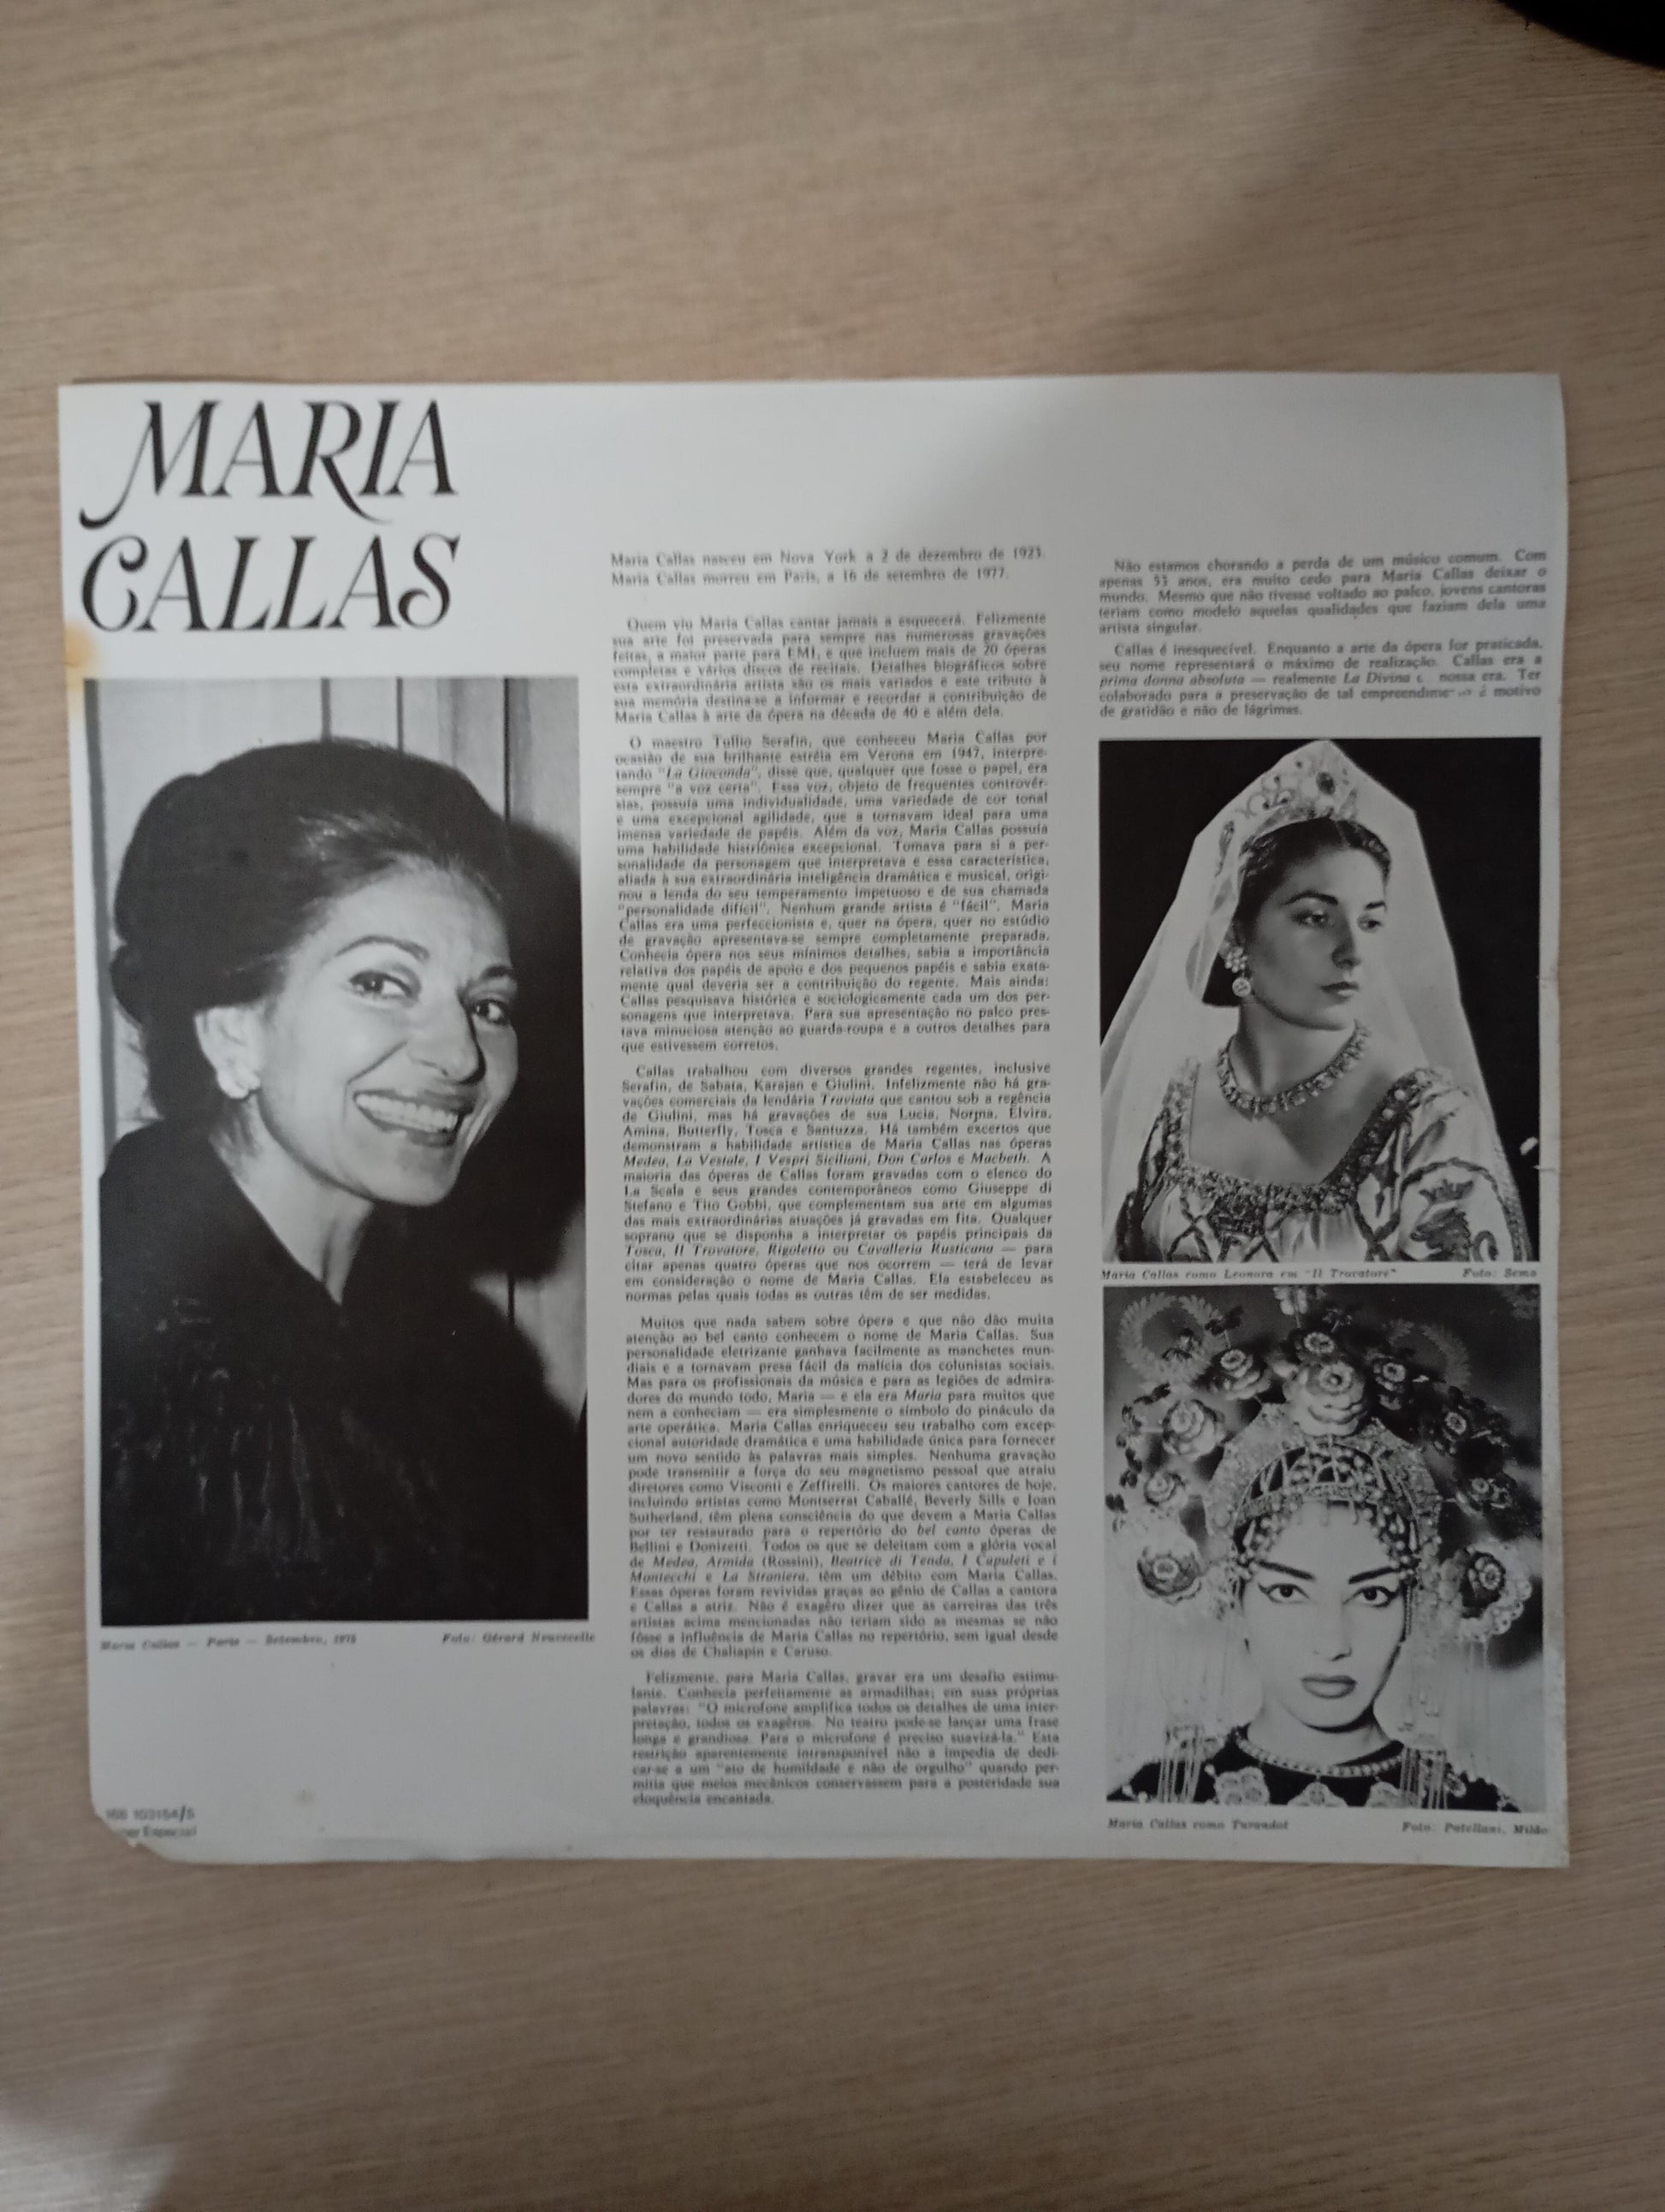 MARIA
CALLAS
Maria Callas — Paris — Setembro, 1975
Foto: Gérard Neuvecelle
103154/5
Especial
Maria Callas nasceu em Nova York a 2 de dezembro de 1923.
Maria Callas morreu em Paris, a 16 de setembro de 1977.
Quem viu Maria Callas cantar jamais a esquecerá. Felizmente
sua arte foi preservada para sempre nas numerosas gravações
feitas, a maior parte para EMI, e que incluem mais de 20 óperas
completas e vários discos de recitais. Detalhes biográficos sobre
esta extraordinária artista são os mais variados e este tributo à
sua memória destina-se a informar e recordar a contribuição de
Maria Callas à arte da ópera na década de 40 e além dela.
O maestro Tullio Serafin, que conheceu Maria Callas por
ocasião de sua brilhante estréia em Verona em 1947, interpre-
tando "La Gioconda", disse que, qualquer que fosse o papel, era
sempre "a voz certa". Essa voz, objeto de frequentes controvér-
sias, possuía uma individualidade, uma variedade de cor tonal
e uma excepcional agilidade, que a tornavam ideal para uma
imensa variedade de papéis. Além da voz, Maria Callas possuía
uma habilidade histriônica excepcional. Tomava para si a per-
sonalidade da personagem que interpretava e essa característica,
aliada à sua extraordinária inteligência dramática e musical, origi-
nou a lenda do seu temperamento impetuoso e de sua chamada
"personalidade difícil". Nenhum grande artista é "fácil". Maria
Callas era uma perfeccionista e, quer na ópera, quer no estúdio
de gravação apresentava-se sempre completamente preparada.
Conhecia ópera nos seus mínimos detalhes, sabia a importância
relativa dos papéis de apoio e dos pequenos papéis e sabia exata-
mente qual deveria ser a contribuição do regente. Mais ainda:
Callas pesquisava histórica e sociologicamente cada um dos per-
sonagens que interpretava. Para sua apresentação no palco pres-
tava minuciosa atenção ao guarda-roupa e a outros detalhes para
que estivessem corretos.
Callas trabalhou com diversos grandes regentes, inclusive
Serafin, de Sabata, Karajan e Giulini. Infelizmente não há gra-
vações comerciais da lendária Traviata que cantou sob a regência
de Giulini, mas há gravações de sua Lucia, Norma, Elvira,
Amina, Butterfly, Tosca e Santuzza. Há também excertos que
demonstram a habilidade artística de Maria Callas nas óperas
Medea, La Vestale, I Vespri Siciliani, Don Carlos e Macbeth. A
maioria das óperas de Callas foram gravadas com o elenco do
La Scala e seus grandes contemporâneos como Giuseppe di
Stefano e Tito Gobbi, que complementam sua arte em algumas
das mais extraordinárias atuações já gravadas em fita. Qualquer
soprano que se disponha a interpretar os papéis principais da
Tosca, Il Trovatore, Rigoletto ou Cavalleria Rusticana — para
citar apenas quatro óperas que nos ocorrem — terá de levar
em consideração o nome de Maria Callas. Ela estabeleceu as
normas pelas quais todas as outras têm de ser medidas.
Muitos que nada sabem sobre ópera e que não dão muita
atenção ao bel canto conhecem o nome de Maria Callas. Sua
personalidade eletrizante ganhava facilmente as manchetes mun-
diais e a tornavam presa fácil da malícia dos colunistas sociais.
Mas para os profissionais da música e para as legiões de admira-
dores do mundo todo, Maria — e ela era Maria para muitos que
nem a conheciam — era simplesmente o símbolo do pináculo da
arte operática. Maria Callas enriqueceu seu trabalho com excep-
cional autoridade dramática e uma habilidade única para fornecer
um novo sentido às palavras mais simples. Nenhuma gravação
pode transmitir a força do seu magnetismo pessoal que atraiu
diretores como Visconti e Zeffirelli. Os maiores cantores de hoje,
incluindo artistas como Montserrat Caballé, Beverly Sills e Joan
Sutherland, têm plena consciência do que devem a Maria Callas
por ter restaurado para o repertório do bel canto óperas de
Bellini e Donizetti. Todos os que se deleitam com a glória vocal
de Medea, Armida (Rossini), Beatrice di Tenda, I Capuleti e i
Montecchi e La Straniera, têm um débito com Maria Callas.
Essas óperas foram revividas graças ao gênio de Callas a cantora
e Callas a atriz. Não é exagêro dizer que as carreiras das três
artistas acima mencionadas não teriam sido as mesmas se não
fôsse a influência de Maria Callas no repertório, sem igual desde
os dias de Chaliapin e Caruso.
Felizmente, para Maria Callas, gravar era um desafio estimu-
lante. Conhecia perfeitamente as armadilhas; em suas próprias
palavras: "O microfone amplifica todos os detalhes de uma inter-
pretação, todos os exagêros. No teatro pode-se lançar uma frase
longa e grandiosa. Para o microfone é preciso suavizá-la." Esta
restrição aparentemente intransponível não a impedia de dedi-
car-se a um "ato de humildade e não de orgulho" quando per-
mitia que meios mecânicos conservassem para a posteridade sua
eloquência encantada.
Não estamos chorando a perda de um músico comum. Com
apenas 53 anos, era muito cedo para Maria Callas deixar o
mundo. Mesmo que não tivesse voltado ao palco, jovens cantoras
teriam como modelo aquelas qualidades que faziam dela uma
artista singular.
Callas é inesquecível. Enquanto a arte da ópera for praticada,
seu nome representará o máximo de realização. Callas era a
prima donna absoluta — realmente La Divina nossa era. Ter
colaborado para a preservação de tal é motivo
de gratidão e não de lágrimas.
Maria Callas como Leonora em "Il Trovatore"
Foto: Semo
Maria Callas como Turandot
Foto: Patellani, Milão